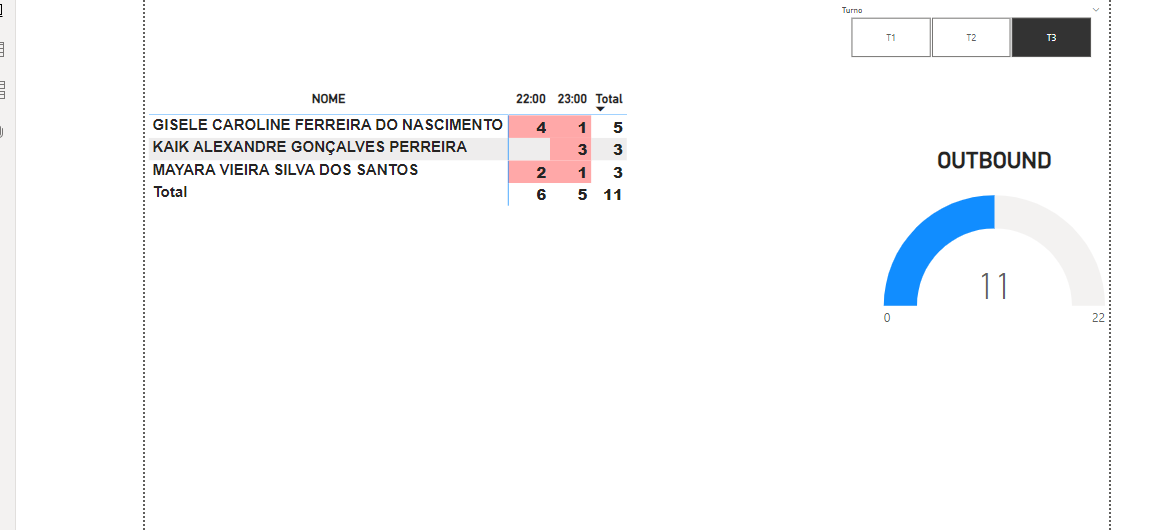 Turno
T1 T2 T3
NOME 22:00 23:00 Total
GISELE CAROLINE FERREIRA DO NASCIMENTO 4 1 5
KAIK ALEXANDRE GONÇALVES PERREIRA 3 3
MAYARA VIEIRA SILVA DOS SANTOS 2 1 3
Total 6 5 11
OUTBOUND
11
0 22